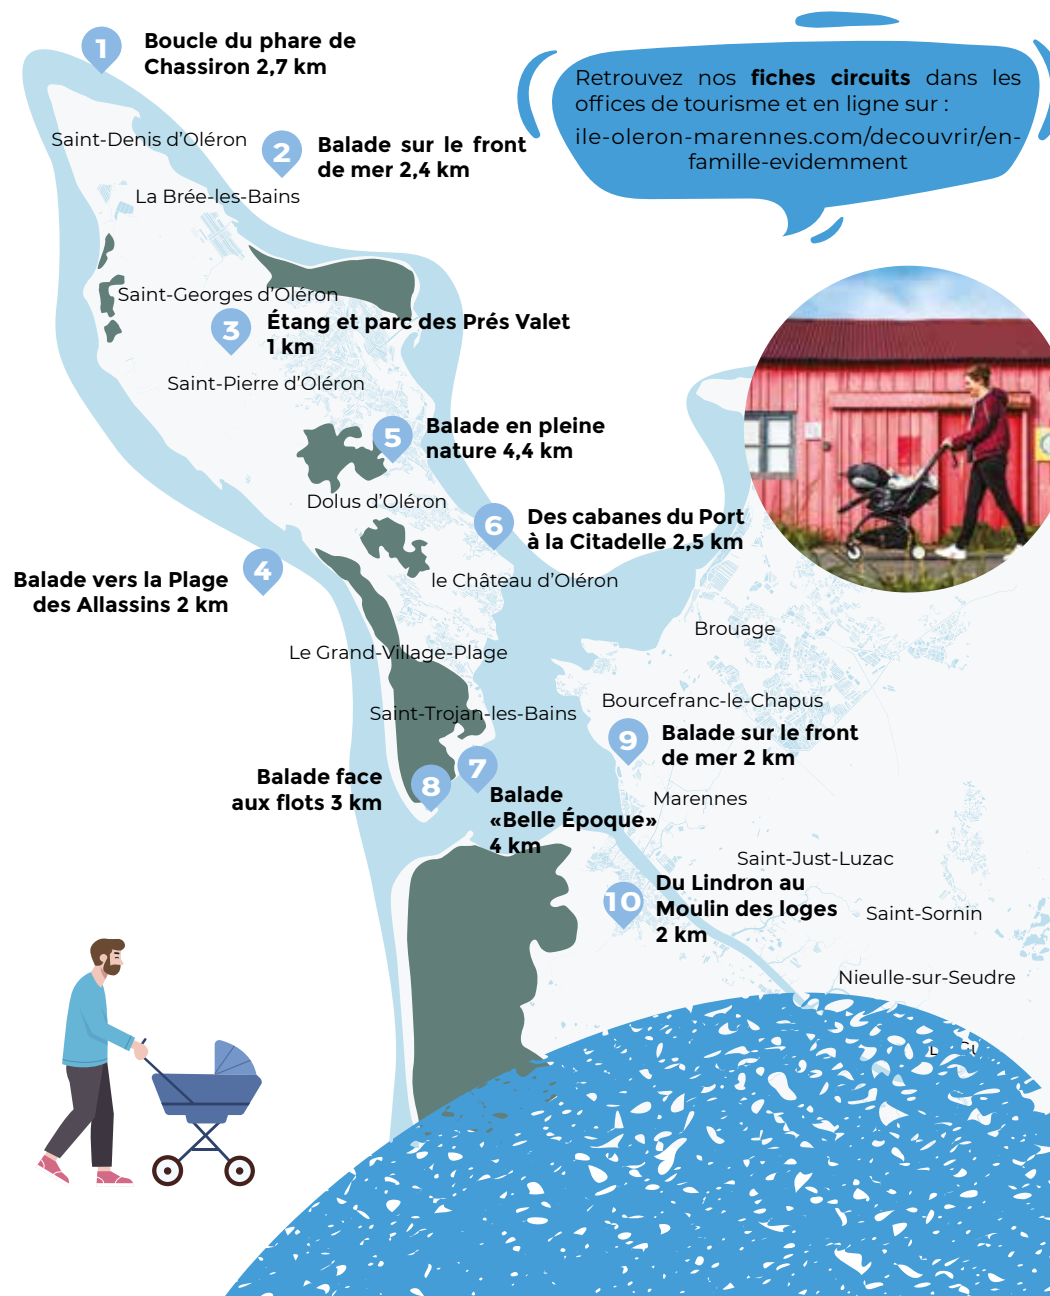 1
Boucle du phare de
Chassiron 2,7 km
Retrouvez nos fiches circuits dans les
offices de tourisme et en ligne sur :
ile-oleron-marennes.com/decouvrir/en-
famille-evidemment
Saint-Denis d'Oléron
2
Balade sur le front
de mer 2,4 km
La Brée-les-Bains
Saint-Georges d'Oléron
3
Étang et parc des Prés Valet
1 km
Saint-Pierre d'Oléron
5
Balade en pleine
nature 4,4 km
Dolus d'Oléron
6
Des cabanes du Port
à la Citadelle 2,5 km
4
Balade vers la Plage
des Allassins 2 km
le Château d'Oléron
Brouage
Le Grand-Village-Plage
Saint-Trojan-les-Bains
Bourcefranc-le-Chapus
9
Balade sur le front
de mer 2 km
8
Balade face
aux flots 3 km
7
Balade
«Belle Époque»
4 km
Marennes
Saint-Just-Luzac
10
Du Lindron au
Moulin des loges
2 km
Saint-Sornin
Nieulle-sur-Seudre